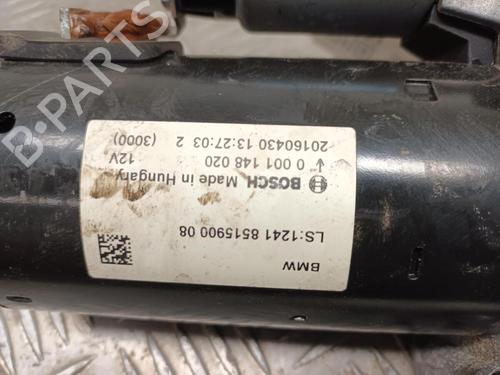 BMW
LS:1241 8515900 08
BOSCH Made in Hungary
0 001 148 020 12V
20160430 13:27:03 2 (3000)
B-PARTS